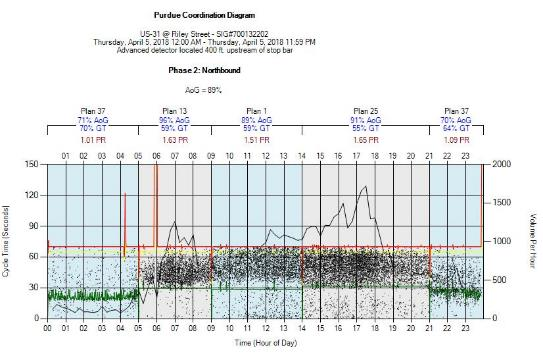 Purdue Coordination Diagram
US-31 @ Riley Street - SIG#700132202
Thursday, April 5, 2018 12:00 AM - Thursday, April 5, 2018 11:59 PM
Advanced detector located 400 ft. upstream of stop bar
Phase 2: Northbound
AoG = 89%
Plan 37 Plan 13 Plan 1 Plan 25 Plan 37
71% AoG 96% AoG 89% AoG 91% AoG 70% AoG
70% GT 59% GT 59% GT 55% GT 64% GT
1.01 PR 1.63 PR 1.51 PR 1.65 PR 1.09 PR
01 02 03 04 05 06 07 08 09 10 11 12 13 14 15 16 17 18 19 20 21 22 23
150 2000
120 1500
90 1000
60
30 500
0 0
00 01 02 03 04 05 06 07 08 09 10 11 12 13 14 15 16 17 18 19 20 21 22 23
Cycle Time (Seconds)
Volume Per Hour
Time (Hour of Day)